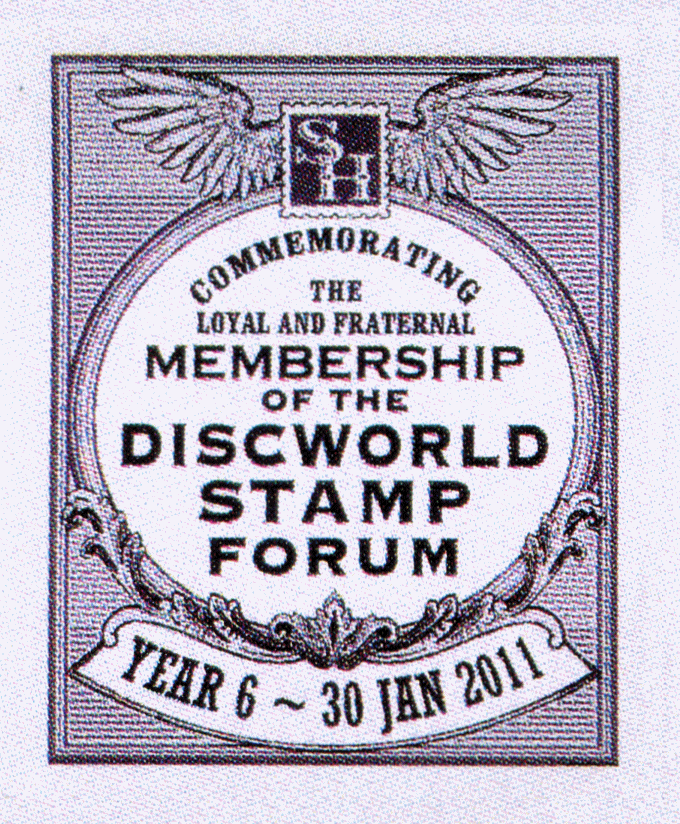 SH
COMMEMORATING
THE
LOYAL AND FRATERNAL
MEMBERSHIP
OF THE
DISCWORLD
STAMP
FORUM
YEAR 6 ~ 30 JAN 2011